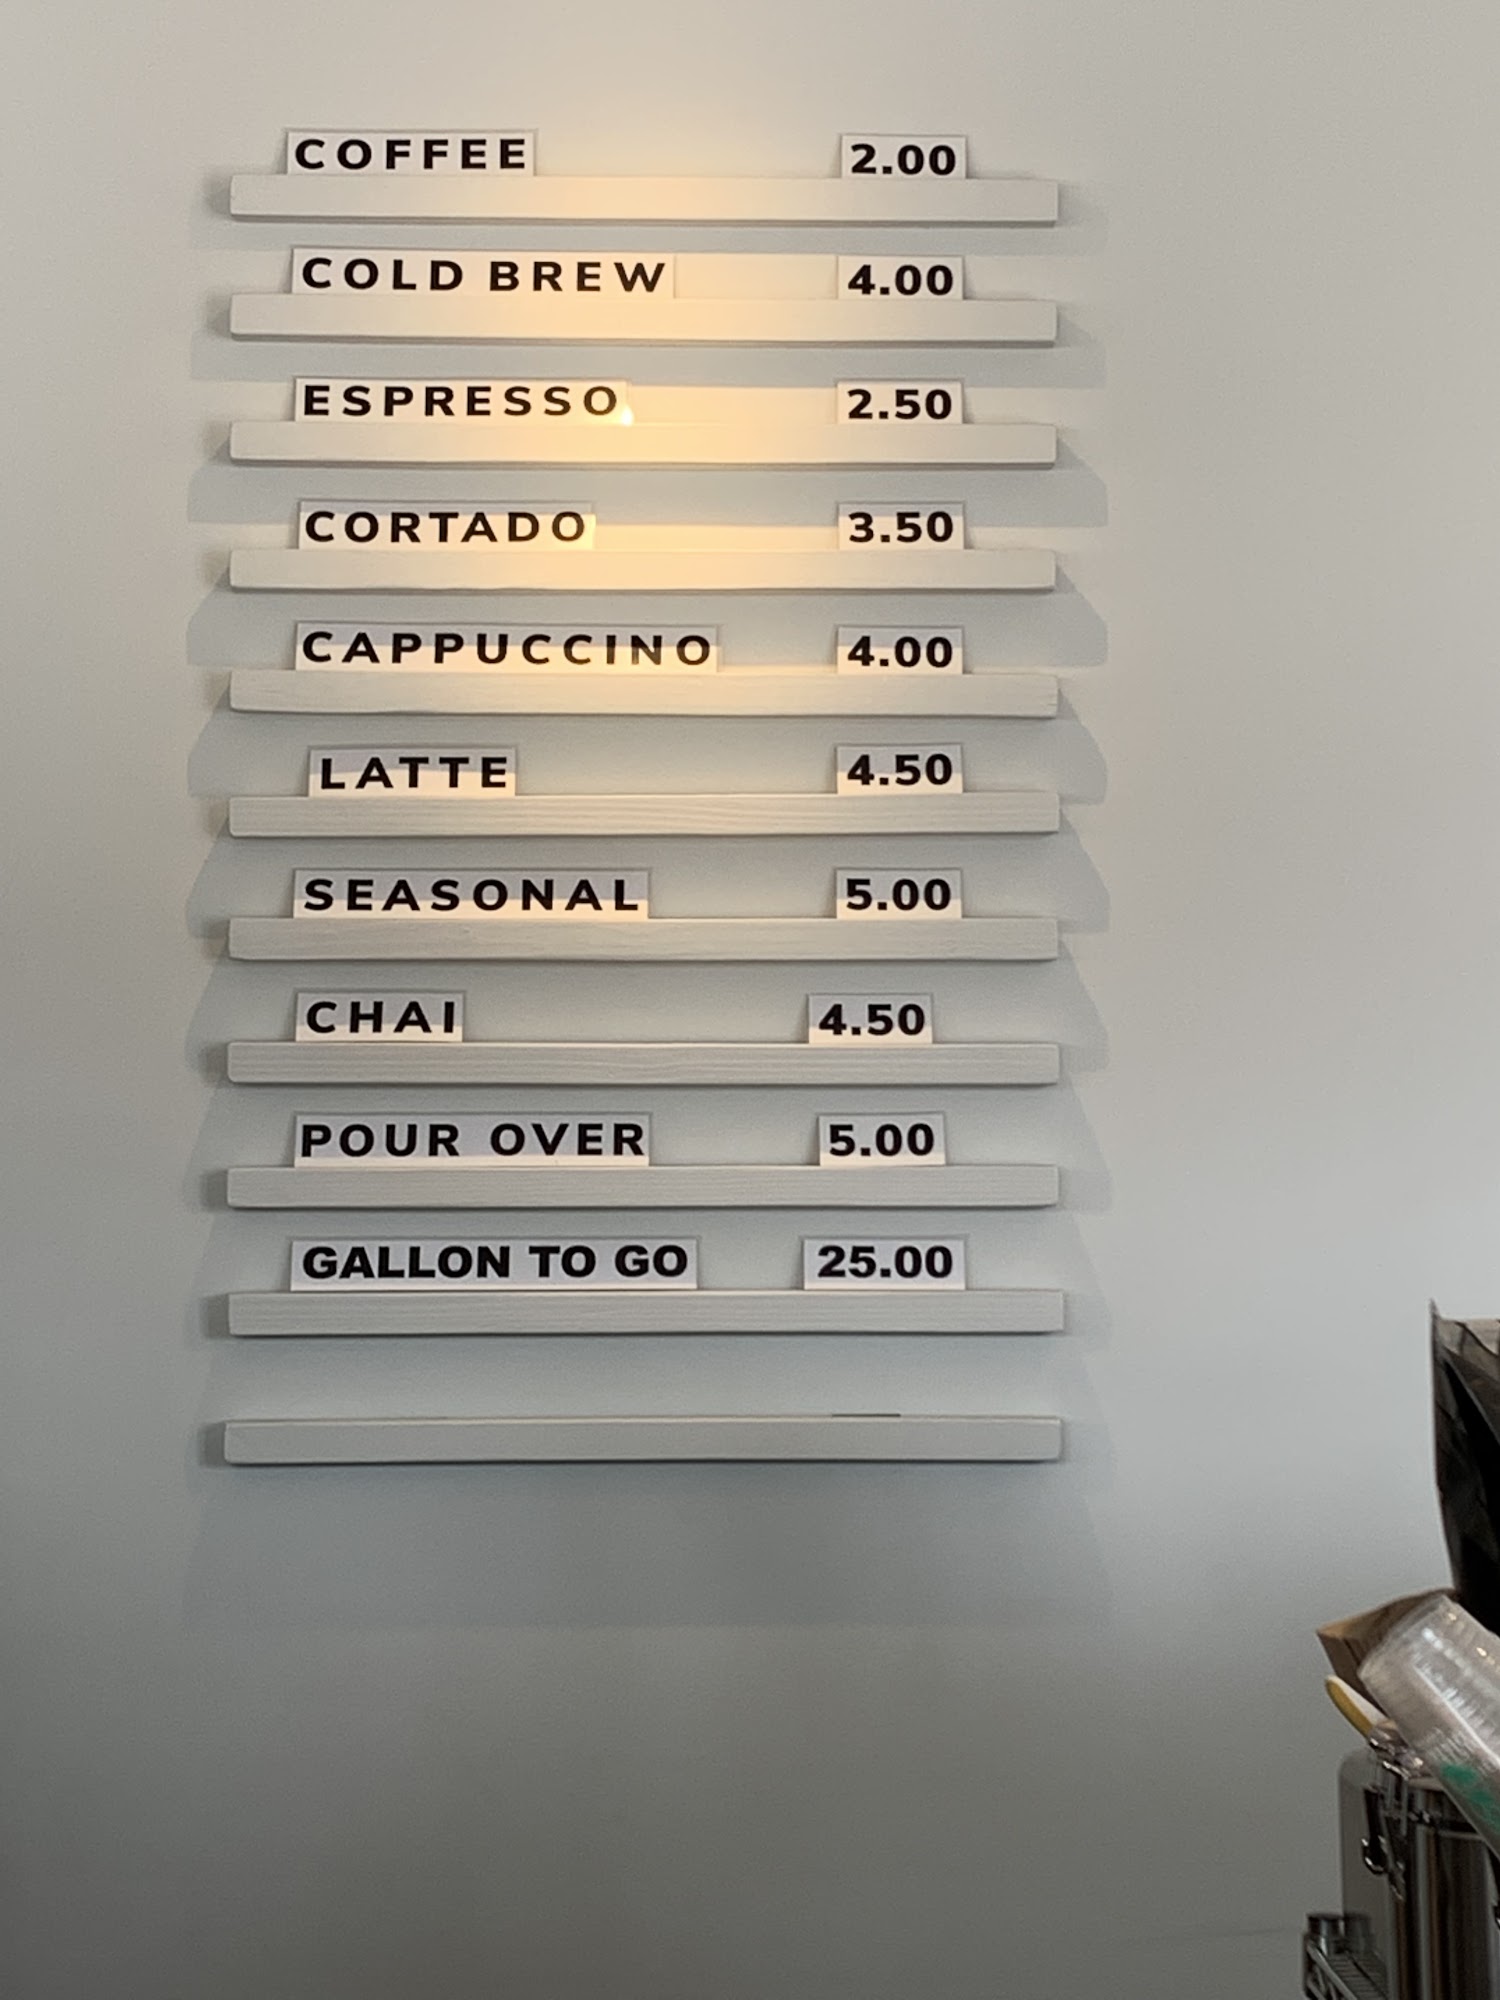 COFFEE 2.00
COLD BREW 4.00
ESPRESSO 2.50
CORTADO 3.50
CAPPUCCINO 4.00
LATTE 4.50
SEASONAL 5.00
CHAI 4.50
POUR OVER 5.00
GALLON TO GO 25.00